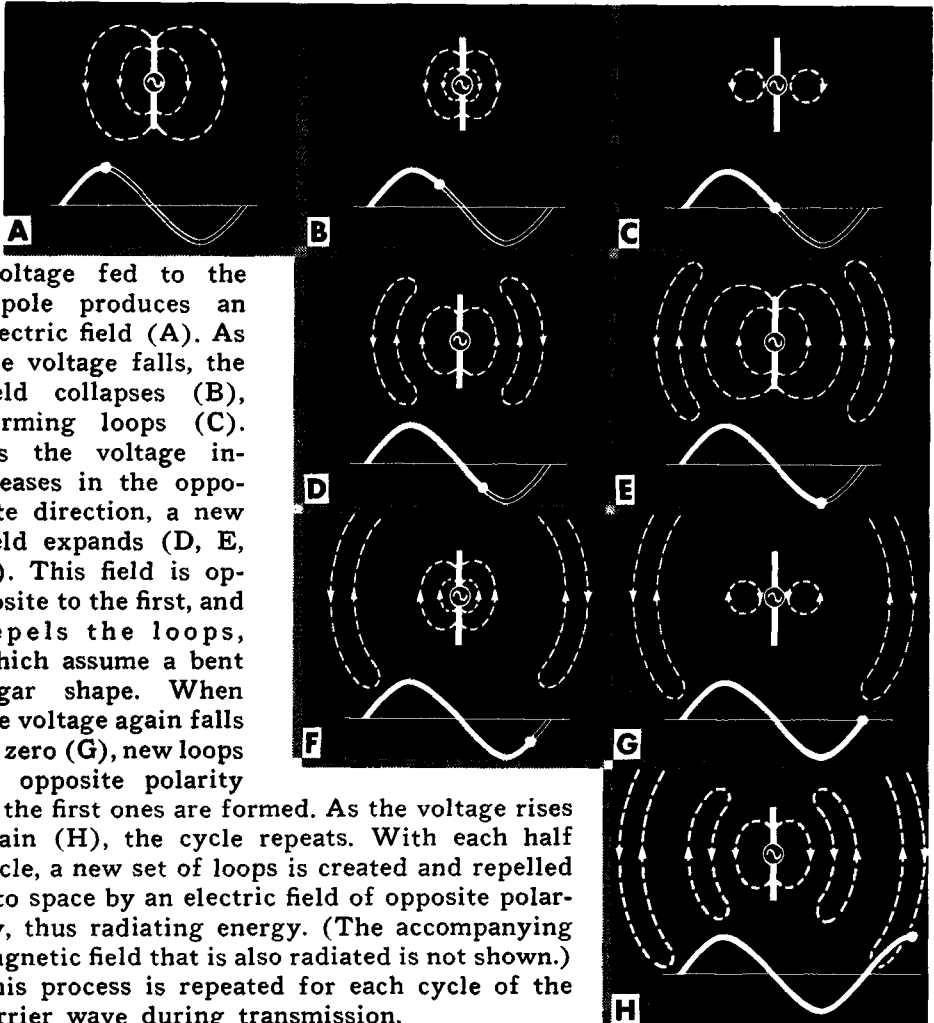 A
B
C
oltage fed to the
pole produces an
ectric field (A). As
e voltage falls, the
eld collapses (B),
rming loops (C).
s the voltage in-
eases in the oppo-
te direction, a new
eld expands (D, E,
). This field is op-
osite to the first, and
epels the loops,
hich assume a bent
gar shape. When
e voltage again falls
zero (G), new loops
opposite polarity
the first ones are formed. As the voltage rises
ain (H), the cycle repeats. With each half
cle, a new set of loops is created and repelled
to space by an electric field of opposite polar-
y, thus radiating energy. (The accompanying
agnetic field that is also radiated is not shown.)
his process is repeated for each cycle of the
rrier wave during transmission.
D
E
F
G
H